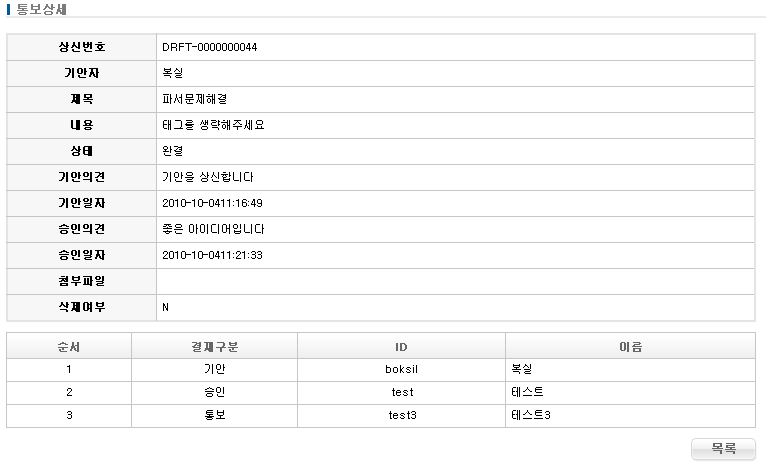 통보상세
상신번호 DRFT-0000000044
기안자 복실
제목 파서문제해결
내용 태그를 생략해주세요
상태 완결
기안의견 기안을 상신합니다
기안일자 2010-10-0411:16:49
승인의견 좋은 아이디어입니다
승인일자 2010-10-0411:21:33
첨부파일
삭제여부 N
순서 결재구분 ID 이름
1 기안 boksil 복실
2 승인 test 테스트
3 통보 test3 테스트3
목록